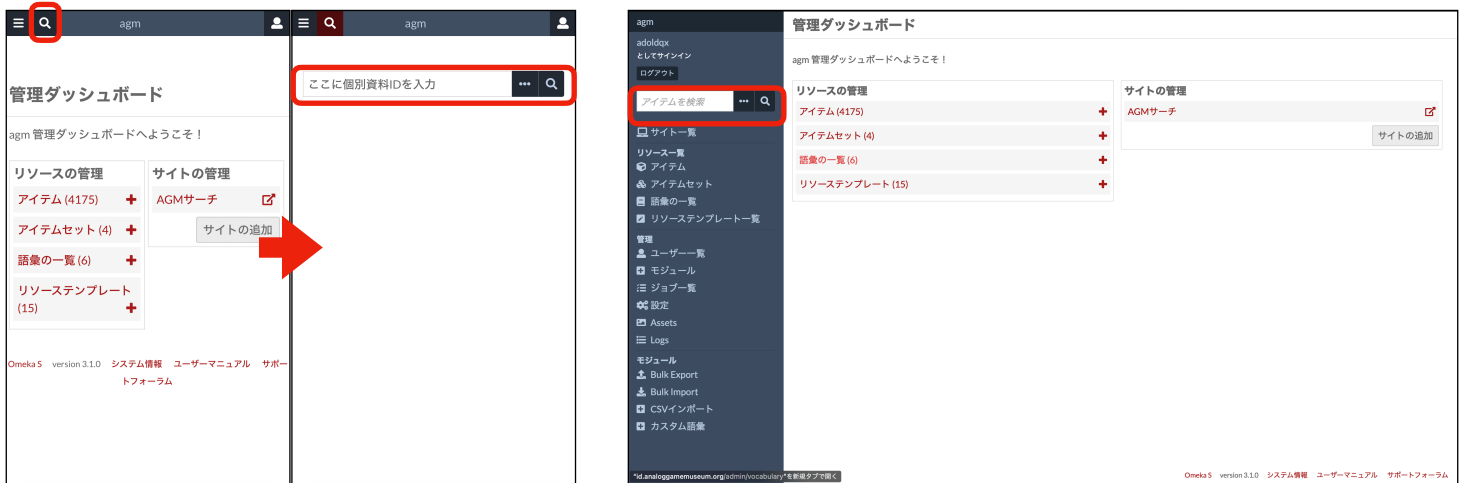 agm
管理ダッシュボード
agm 管理ダッシュボードへようこそ！
リソースの管理
アイテム (4175)
アイテムセット (4)
語彙の一覧 (6)
リソーステンプレート
(15)
サイトの管理
AGMサーチ
サイトの追加
Omeka S version 3.1.0 システム情報 ユーザーマニュアル サポー
トフォーラム
agm
ここに個別資料IDを入力
agm
adoldqx
としてサインイン
ログアウト
アイテムを検索
サイト一覧
リソース一覧
アイテム
アイテムセット
語彙の一覧
リソーステンプレート一覧
管理
ユーザー一覧
モジュール
ジョブ一覧
設定
Assets
Logs
モジュール
Bulk Export
Bulk Import
CSVインポート
カスタム語彙
"id.analoggamemuseum.org/admin/vocabulary"を新規タブで開く
管理ダッシュボード
agm 管理ダッシュボードへようこそ！
リソースの管理
アイテム (4175)
アイテムセット (4)
語彙の一覧 (6)
リソーステンプレート (15)
サイトの管理
AGMサーチ
サイトの追加
Omeka S version 3.1.0 システム情報 ユーザーマニュアル サポートフォーラム